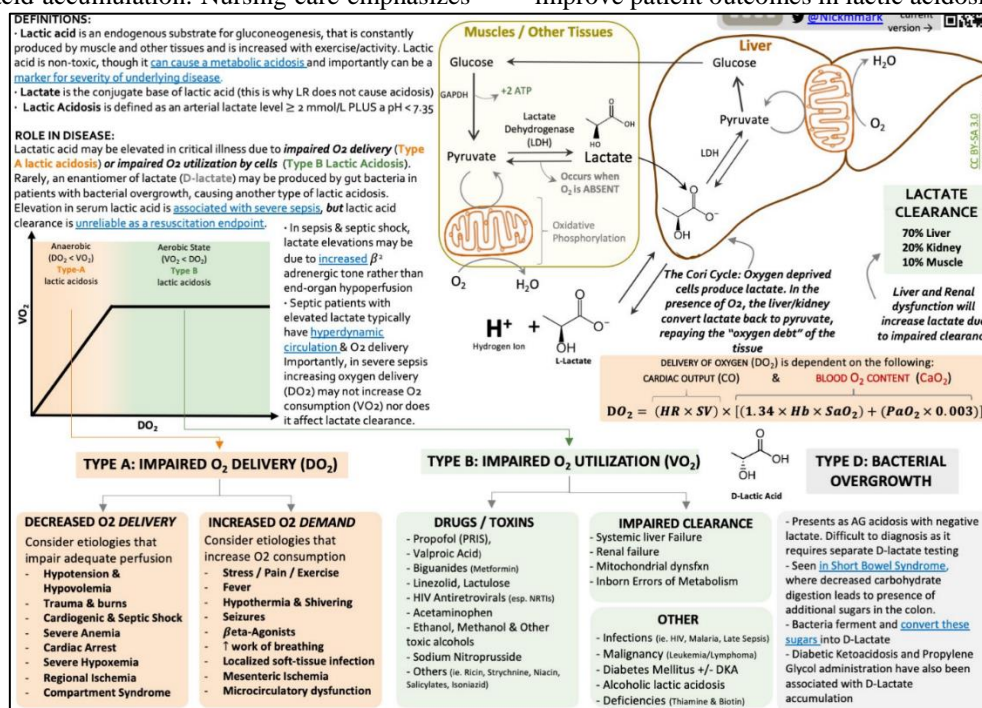 acid accumulation. Nursing care emphasizes
improve patient outcomes in lactic acidosis
DEFINITIONS:
· Lactic acid is an endogenous substrate for gluconeogenesis, that is constantly
produced by muscle and other tissues and is increased with exercise/activity. Lactic
acid is non-toxic, though it can cause a metabolic acidosis and importantly can be a
marker for severity of underlying disease.
· Lactate is the conjugate base of lactic acid (this is why LR does not cause acidosis)
· Lactic Acidosis is defined as an arterial lactate level ≥ 2 mmol/L PLUS a pH < 7.35
ROLE IN DISEASE:
Lactatic acid may be elevated in critical illness due to impaired O2 delivery (Type
A lactic acidosis) or impaired O2 utilization by cells (Type B Lactic Acidosis).
Rarely, an enantiomer of lactate (D-lactate) may be produced by gut bacteria in
patients with bacterial overgrowth, causing another type of lactic acidosis.
Elevation in serum lactic acid is associated with severe sepsis, but lactic acid
clearance is unreliable as a resuscitation endpoint.
Anaerobic
(DO₂ < VO₂)
Type-A
lactic acidosis
Aerobic State
(VO₂ < DO₂)
Type B
lactic acidosis
VO₂
DO₂
· In sepsis & septic shock,
lactate elevations may be
due to increased β²
adrenergic tone rather than
end-organ hypoperfusion
· Septic patients with
elevated lactate typically
have hyperdynamic
circulation & O2 delivery
Importantly, in severe sepsis
increasing oxygen delivery
(DO2) may not increase O2
consumption (VO2) nor does
it affect lactate clearance.
@Nickmmark
current
version →
Muscles / Other Tissues
Glucose
GAPDH
+2 ATP
Lactate
Dehydrogenase
(LDH)
HO
O
OH
Pyruvate
Lactate
Occurs when
O₂ is ABSENT
Oxidative
Phosphorylation
O₂
H₂O
Liver
Glucose
H₂O
Pyruvate
O₂
LDH
O
O⁻
OH
CC BY-SA 3.0
LACTATE
CLEARANCE
70% Liver
20% Kidney
10% Muscle
The Cori Cycle: Oxygen deprived
cells produce lactate. In the
presence of O₂, the liver/kidney
convert lactate back to pyruvate,
repaying the “oxygen debt” of the
tissue
Liver and Renal
dysfunction will
increase lactate due
to impaired clearance
H⁺ +
Hydrogen Ion
O
O⁻
OH
L-Lactate
DELIVERY OF OXYGEN (DO₂) is dependent on the following:
CARDIAC OUTPUT (CO) & BLOOD O₂ CONTENT (CaO₂)
DO₂ = (HR × SV) × [(1.34 × Hb × SaO₂) + (PaO₂ × 0.003)]
TYPE A: IMPAIRED O₂ DELIVERY (DO₂)
TYPE B: IMPAIRED O₂ UTILIZATION (VO₂)
O
OH
OH
D-Lactic Acid
TYPE D: BACTERIAL
OVERGROWTH
DECREASED O2 DELIVERY
Consider etiologies that
impair adequate perfusion
- Hypotension &
Hypovolemia
- Trauma & burns
- Cardiogenic & Septic Shock
- Severe Anemia
- Cardiac Arrest
- Severe Hypoxemia
- Regional Ischemia
- Compartment Syndrome
INCREASED O2 DEMAND
Consider etiologies that
increase O2 consumption
- Stress / Pain / Exercise
- Fever
- Hypothermia & Shivering
- Seizures
- βeta-Agonists
- ↑ work of breathing
- Localized soft-tissue infection
- Mesenteric Ischemia
- Microcirculatory dysfunction
DRUGS / TOXINS
- Propofol (PRIS),
- Valproic Acid)
- Biguanides (Metformin)
- Linezolid, Lactulose
- HIV Antiretrovirals (esp. NRTIs)
- Acetaminophen
- Ethanol, Methanol & Other
toxic alcohols
- Sodium Nitroprusside
- Others (ie. Ricin, Strychnine, Niacin,
Salicylates, Isoniazid)
IMPAIRED CLEARANCE
- Systemic liver Failure
- Renal failure
- Mitochondrial dysnfxn
- Inborn Errors of Metabolism
OTHER
- Infections (ie. HIV, Malaria, Late Sepsis)
- Malignancy (Leukemia/Lymphoma)
- Diabetes Mellitus +/- DKA
- Alcoholic lactic acidosis
- Deficiencies (Thiamine & Biotin)
- Presents as AG acidosis with negative
lactate. Difficult to diagnosis as it
requires separate D-lactate testing
- Seen in Short Bowel Syndrome,
where decreased carbohydrate
digestion leads to presence of
additional sugars in the colon.
- Bacteria ferment and convert these
sugars into D-Lactate
- Diabetic Ketoacidosis and Propylene
Glycol administration have also been
associated with D-Lactate
accumulation